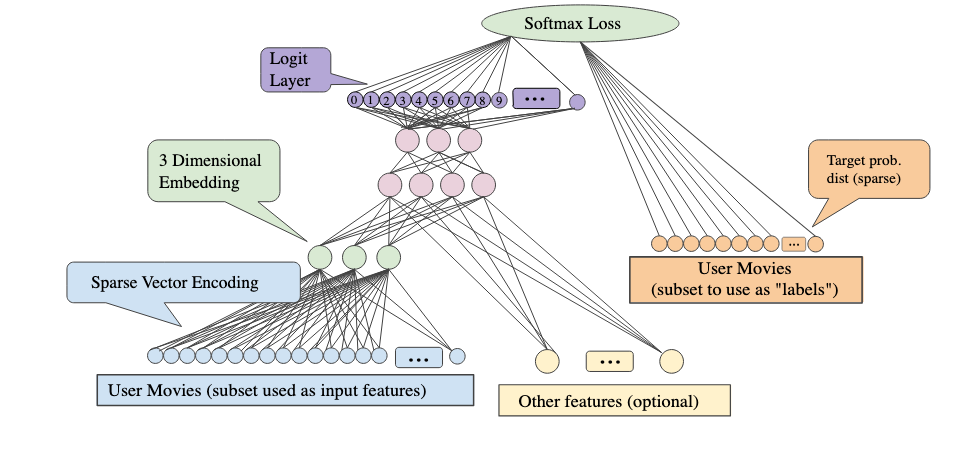 Softmax Loss
Logit
Layer
0 1 2 3 4 5 6 7 8 9 ...
3 Dimensional
Embedding
Target prob.
dist (sparse)
...
User Movies
(subset to use as "labels")
Sparse Vector Encoding
...
...
User Movies (subset used as input features)
Other features (optional)